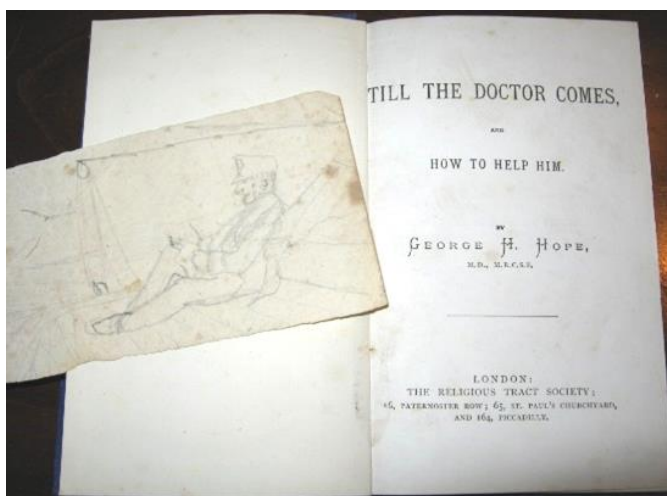 TILL THE DOCTOR COMES,
AND
HOW TO HELP HIM.
BY
GEORGE H. HOPE,
M.D., M.R.C.S.E.
LONDON:
THE RELIGIOUS TRACT SOCIETY;
56, PATERNOSTER ROW; 65, ST. PAUL'S CHURCHYARD,
AND 164, PICCADILLY.